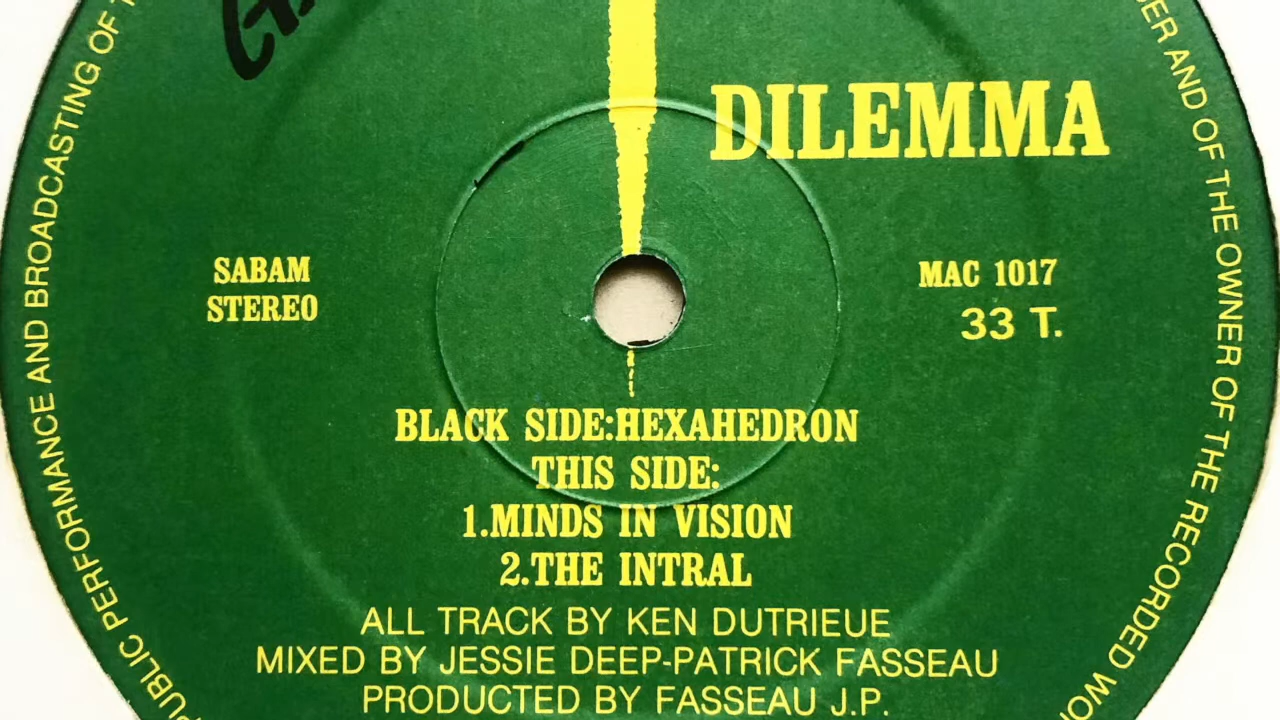 DILEMMA
SABAM
STEREO
MAC 1017
33 T.
BLACK SIDE:HEXAHEDRON
THIS SIDE:
1.MINDS IN VISION
2.THE INTRAL
ALL TRACK BY KEN DUTRIEUE
MIXED BY JESSIE DEEP-PATRICK FASSEAU
PRODUCTED BY FASSEAU J.P.
PUBLIC PERFORMANCE AND BROADCASTING OF
AND OF THE OWNER OF THE RECORDED